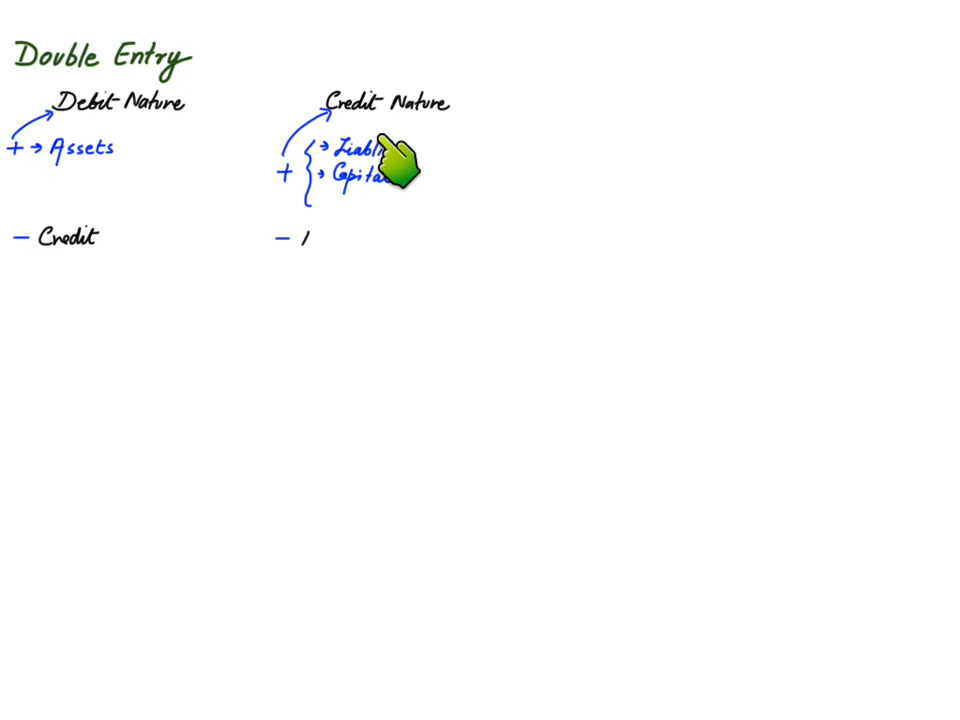 Double Entry
Debit Nature Credit Nature
+ → Assets
+ { →
→
- Credit -